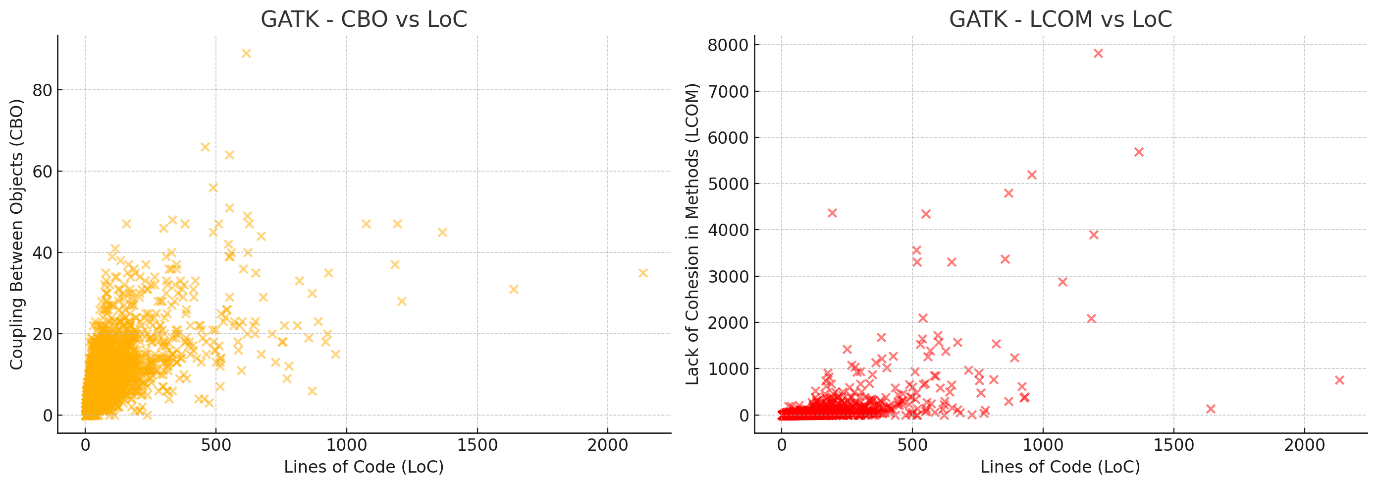 GATK - CBO vs LoC
Coupling Between Objects (CBO)
80
60
40
20
0
0 500 1000 1500 2000
Lines of Code (LoC)
GATK - LCOM vs LoC
Lack of Cohesion in Methods (LCOM)
8000
7000
6000
5000
4000
3000
2000
1000
0
0 500 1000 1500 2000
Lines of Code (LoC)